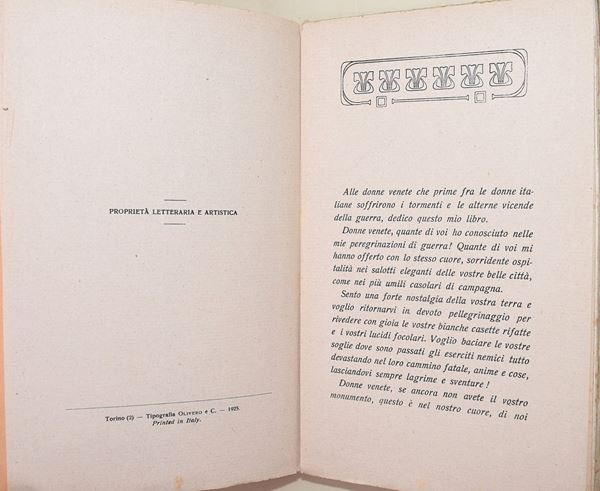 PROPRIETÀ LETTERARIA E ARTISTICA
Torino (2) — Tipografia OLIVERO e C. — 1925.
Printed in Italy.
Alle donne venete che prime fra le donne ita-
liane soffrirono i tormenti e le alterne vicende
della guerra, dedico questo mio libro.
Donne venete, quante di voi ho conosciuto nelle
mie peregrinazioni di guerra! Quante di voi mi
hanno offerto con lo stesso cuore, sorridente ospi-
talità nei salotti eleganti delle vostre belle città,
come nei più umili casolari di campagna.
Sento una forte nostalgia della vostra terra e
voglio ritornarvi in devoto pellegrinaggio per
rivedere con gioia le vostre bianche casette rifatte
e i vostri lucidi focolari. Voglio baciare le vostre
soglie dove son passati gli eserciti nemici tutto
devastando nel loro cammino fatale, anime e cose,
lasciandovi sempre lagrime e sventure!
Donne venete, se ancora non avete il vostro
monumento, questo è nel nostro cuore, di noi